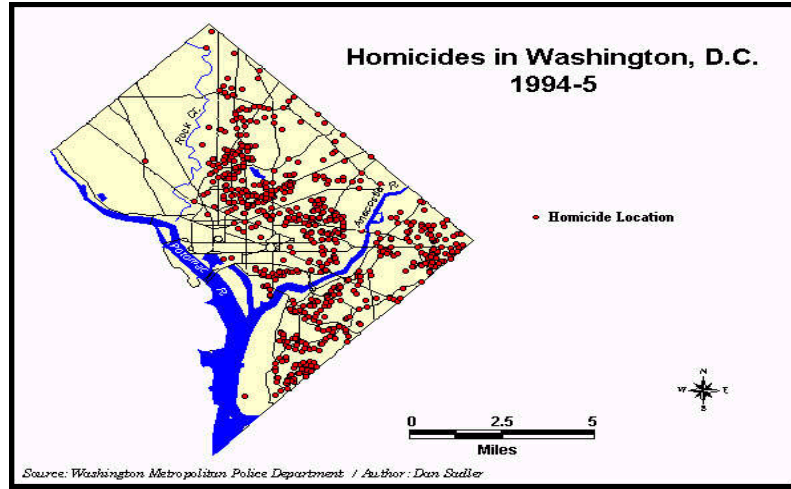 Homicides in Washington, D.C.
1994-5
Rock Cr.
Anacostia R.
Potomac R.
Homicide Location
N
W E
S
0 2.5 5
Miles
Source: Washington Metropolitan Police Department / Author: Dan Sadler